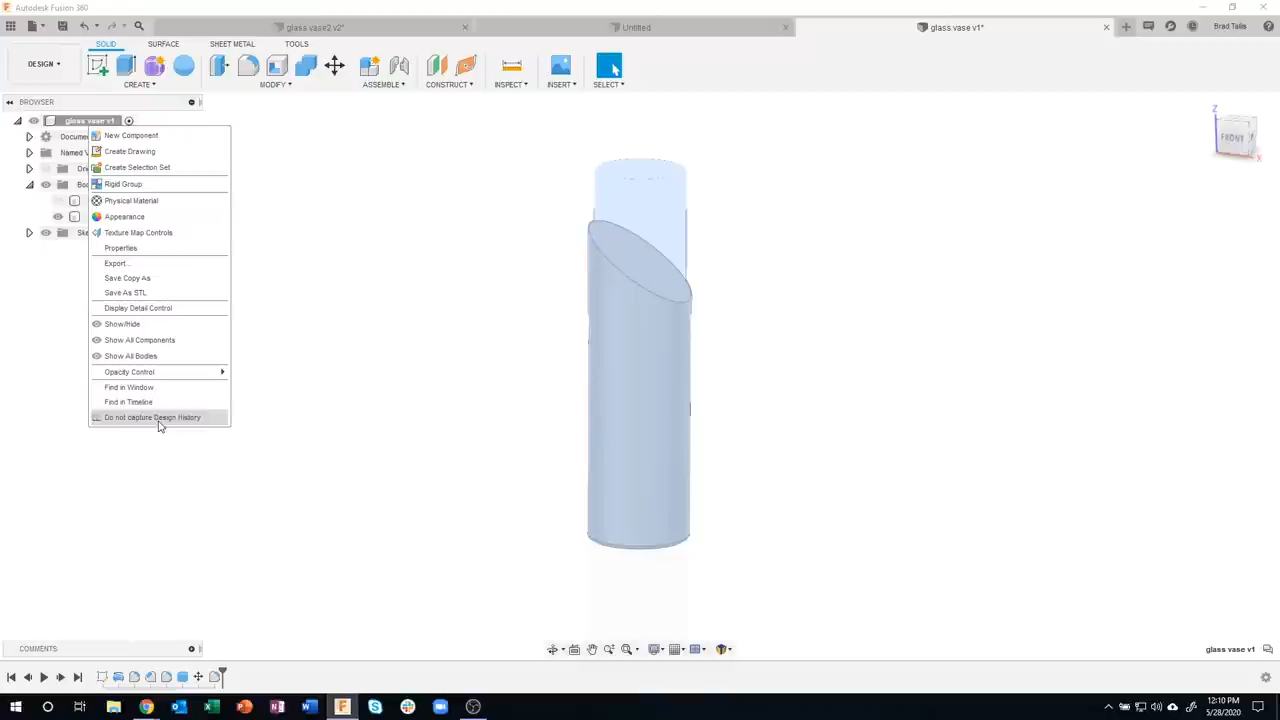 Autodesk Fusion 360
glass vase2 v2*
Untitled
glass vase v1*
Brad Tallis
SOLID
SURFACE
SHEET METAL
TOOLS
DESIGN
CREATE
MODIFY
ASSEMBLE
CONSTRUCT
INSPECT
INSERT
SELECT
BROWSER
glass vase v1
Docume
Named V
Bod
Ske
New Component
Create Drawing
Create Selection Set
Rigid Group
Physical Material
Appearance
Texture Map Controls
Properties
Export...
Save Copy As
Save As STL
Display Detail Control
Show/Hide
Show All Components
Show All Bodies
Opacity Control
Find in Window
Find in Timeline
Do not capture Design History
Z
FRONT
X
COMMENTS
glass vase v1
12:10 PM
5/28/2020